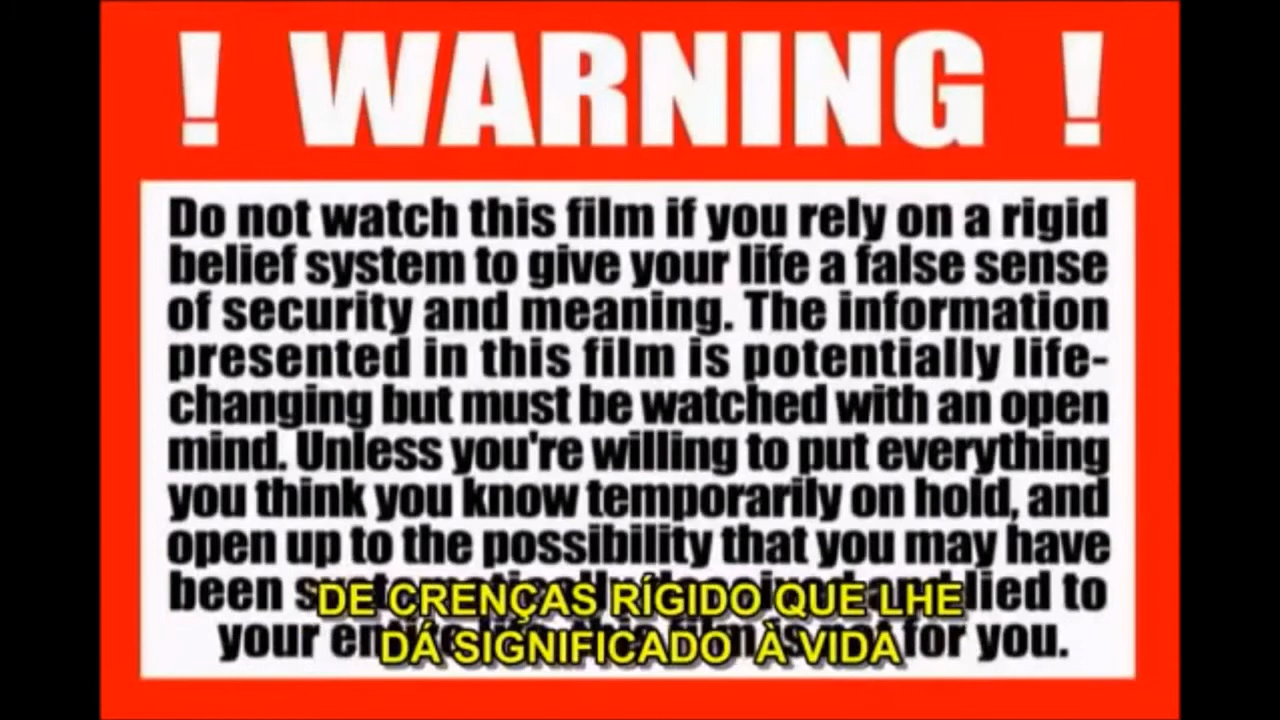 ! WARNING !
Do not watch this film if you rely on a rigid
belief system to give your life a false sense
of security and meaning. The information
presented in this film is potentially life-
changing but must be watched with an open
mind. Unless you're willing to put everything
you think you know temporarily on hold, and
open up to the possibility that you may have
been lied to
your for you.
DE CRENÇAS RÍGIDO QUE LHE
DÁ SIGNIFICADO À VIDA